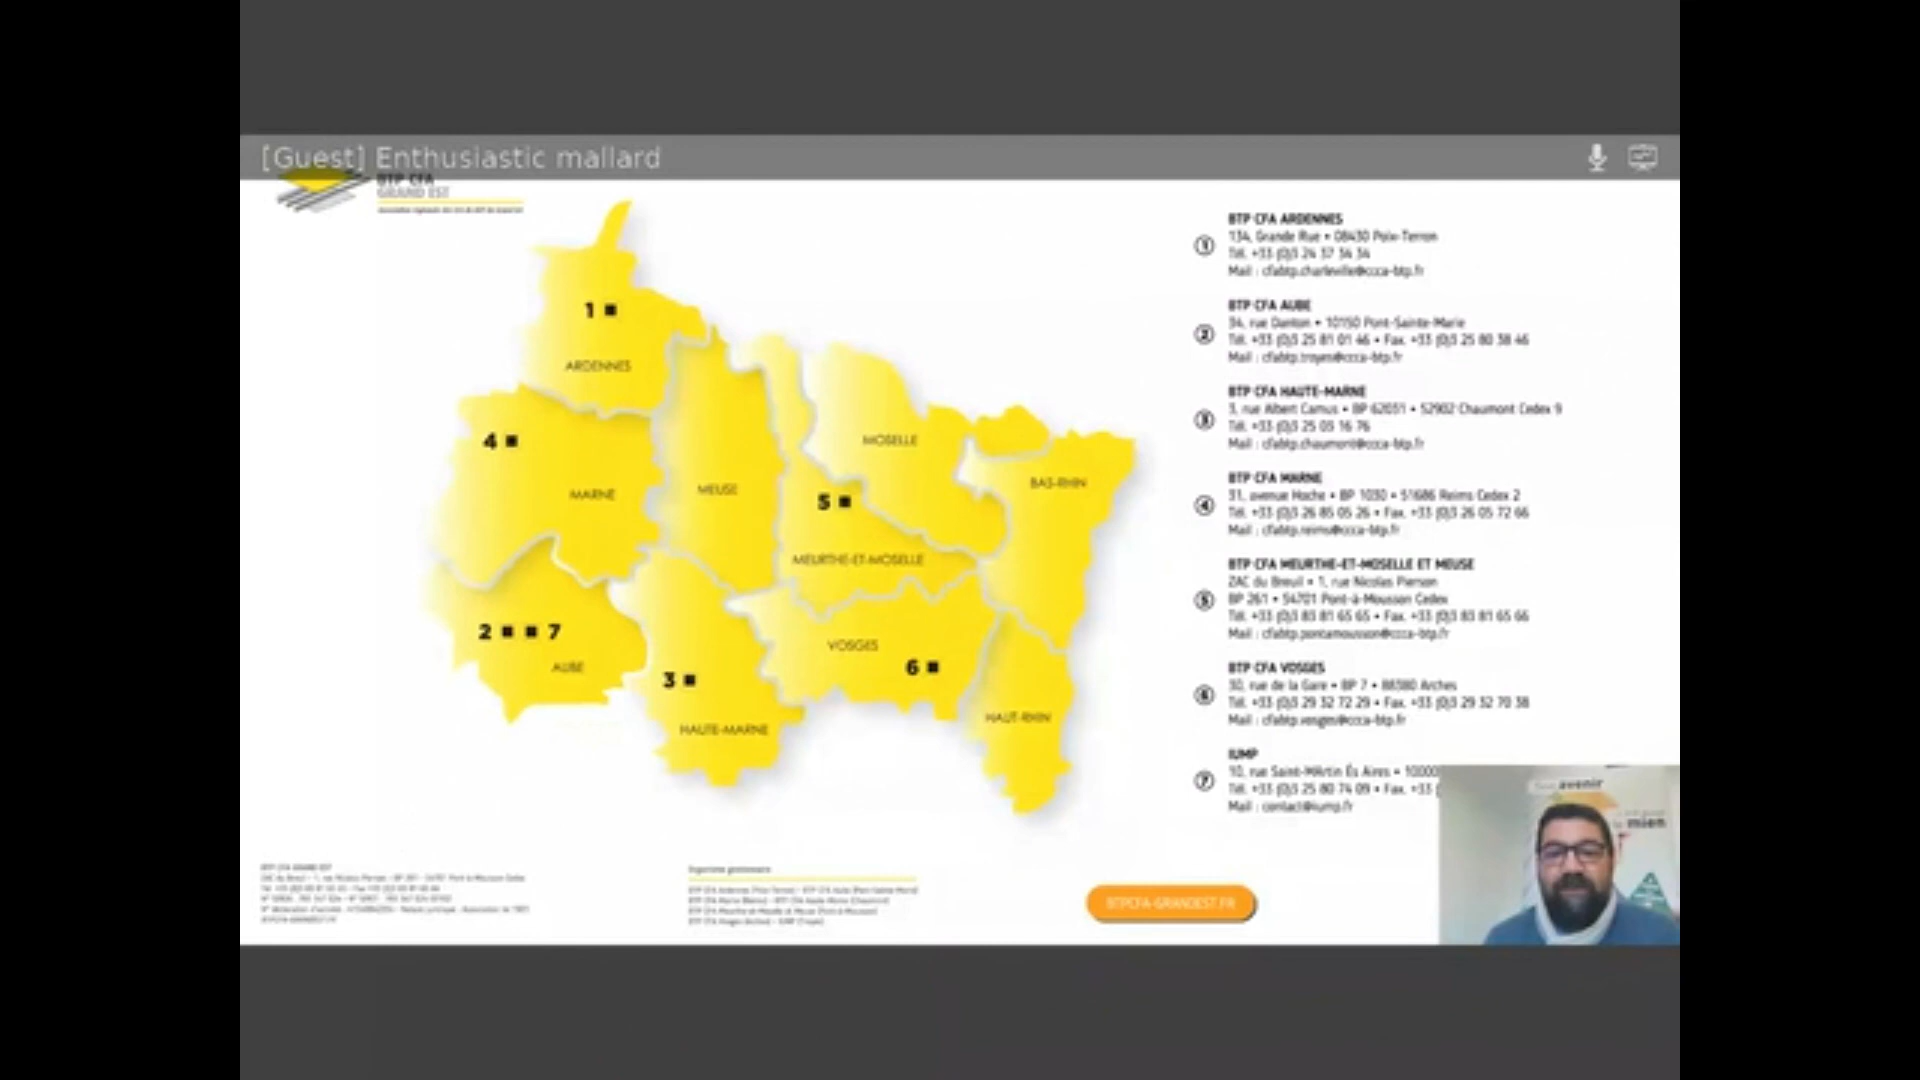 [Guest] Enthusiastic mallard
BTP CFA
GRAND EST
1
ARDENNES
4
MARNE
MEUSE
MOSELLE
BAS-RHIN
5
MEURTHE-ET-MOSELLE
2 7
AUBE
3
HAUTE-MARNE
VOSGES
6
HAUT-RHIN
1
BTP CFA ARDENNES
134, Grande Rue • 08430 Poix-Terron
Tél. +33 (0)3 24 37 34 34
Mail : cfabtp.charleville@ccca-btp.fr
2
BTP CFA AUBE
34, rue Danton • 10150 Pont-Sainte-Marie
Tél. +33 (0)3 25 81 01 46 • Fax. +33 (0)3 25 80 38 46
Mail : cfabtp.troyes@ccca-btp.fr
3
BTP CFA HAUTE-MARNE
3, rue Albert Camus • BP 62031 • 52902 Chaumont Cedex 9
Tél. +33 (0)3 25 03 16 76
Mail : cfabtp.chaumont@ccca-btp.fr
4
BTP CFA MARNE
31, avenue Hoche • BP 1030 • 51686 Reims Cedex 2
Tél. +33 (0)3 26 85 05 26 • Fax. +33 (0)3 26 05 72 66
Mail : cfabtp.reims@ccca-btp.fr
5
BTP CFA MEURTHE-ET-MOSELLE ET MEUSE
ZAC du Breuil • 1, rue Nicolas Pierson
BP 261 • 54701 Pont-à-Mousson Cedex
Tél. +33 (0)3 83 81 65 65 • Fax. +33 (0)3 83 81 65 66
Mail : cfabtp.pontamousson@ccca-btp.fr
6
BTP CFA VOSGES
30, rue de la Gare • BP 7 • 88380 Arches
Tél. +33 (0)3 29 32 72 29 • Fax. +33 (0)3 29 32 70 38
Mail : cfabtp.vosges@ccca-btp.fr
7
IUMP
10, rue Saint-MArtin Ès Aires • 10000
Tél. +33 (0)3 25 80 74 09 • Fax. +33
Mail : contact@iump.fr
avenir
mien
BTPCFA-GRANDEST.FR